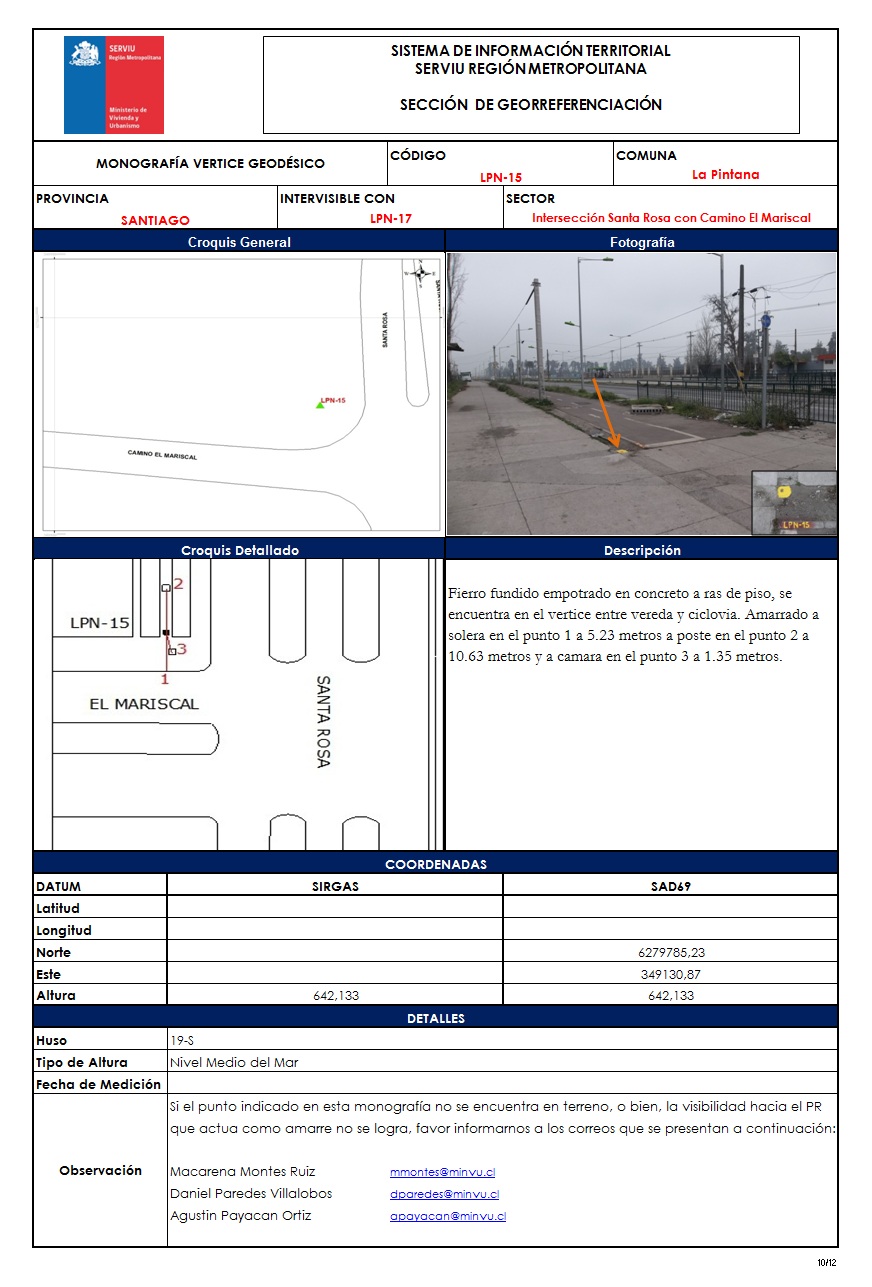 SERVIU
Región Metropolitana
Ministerio de
Vivienda y
Urbanismo
SISTEMA DE INFORMACIÓN TERRITORIAL
SERVIU REGIÓN METROPOLITANA
SECCIÓN DE GEORREFERENCIACIÓN
MONOGRAFÍA VERTICE GEODÉSICO
CÓDIGO
LPN-15
COMUNA
La Pintana
PROVINCIA
SANTIAGO
INTERVISIBLE CON
LPN-17
SECTOR
Intersección Santa Rosa con Camino El Mariscal
Croquis General
Fotografía
N
W E
S
SANTA ROSA
LPN-15
CAMINO EL MARISCAL
LPN-15
Croquis Detallado
Descripción
2
LPN-15
3
1
EL MARISCAL
SANTA ROSA
Fierro fundido empotrado en concreto a ras de piso, se
encuentra en el vertice entre vereda y ciclovia. Amarrado a
solera en el punto 1 a 5.23 metros a poste en el punto 2 a
10.63 metros y a camara en el punto 3 a 1.35 metros.
COORDENADAS
DATUM SIRGAS SAD69
Latitud
Longitud
Norte 6279785,23
Este 349130,87
Altura 642,133 642,133
DETALLES
Huso 19-S
Tipo de Altura Nivel Medio del Mar
Fecha de Medición
Observación
Si el punto indicado en esta monografía no se encuentra en terreno, o bien, la visibilidad hacia el PR
que actua como amarre no se logra, favor informarnos a los correos que se presentan a continuación:
Macarena Montes Ruiz mmontes@minvu.cl
Daniel Paredes Villalobos dparedes@minvu.cl
Agustin Payacan Ortiz apayacan@minvu.cl
10/12